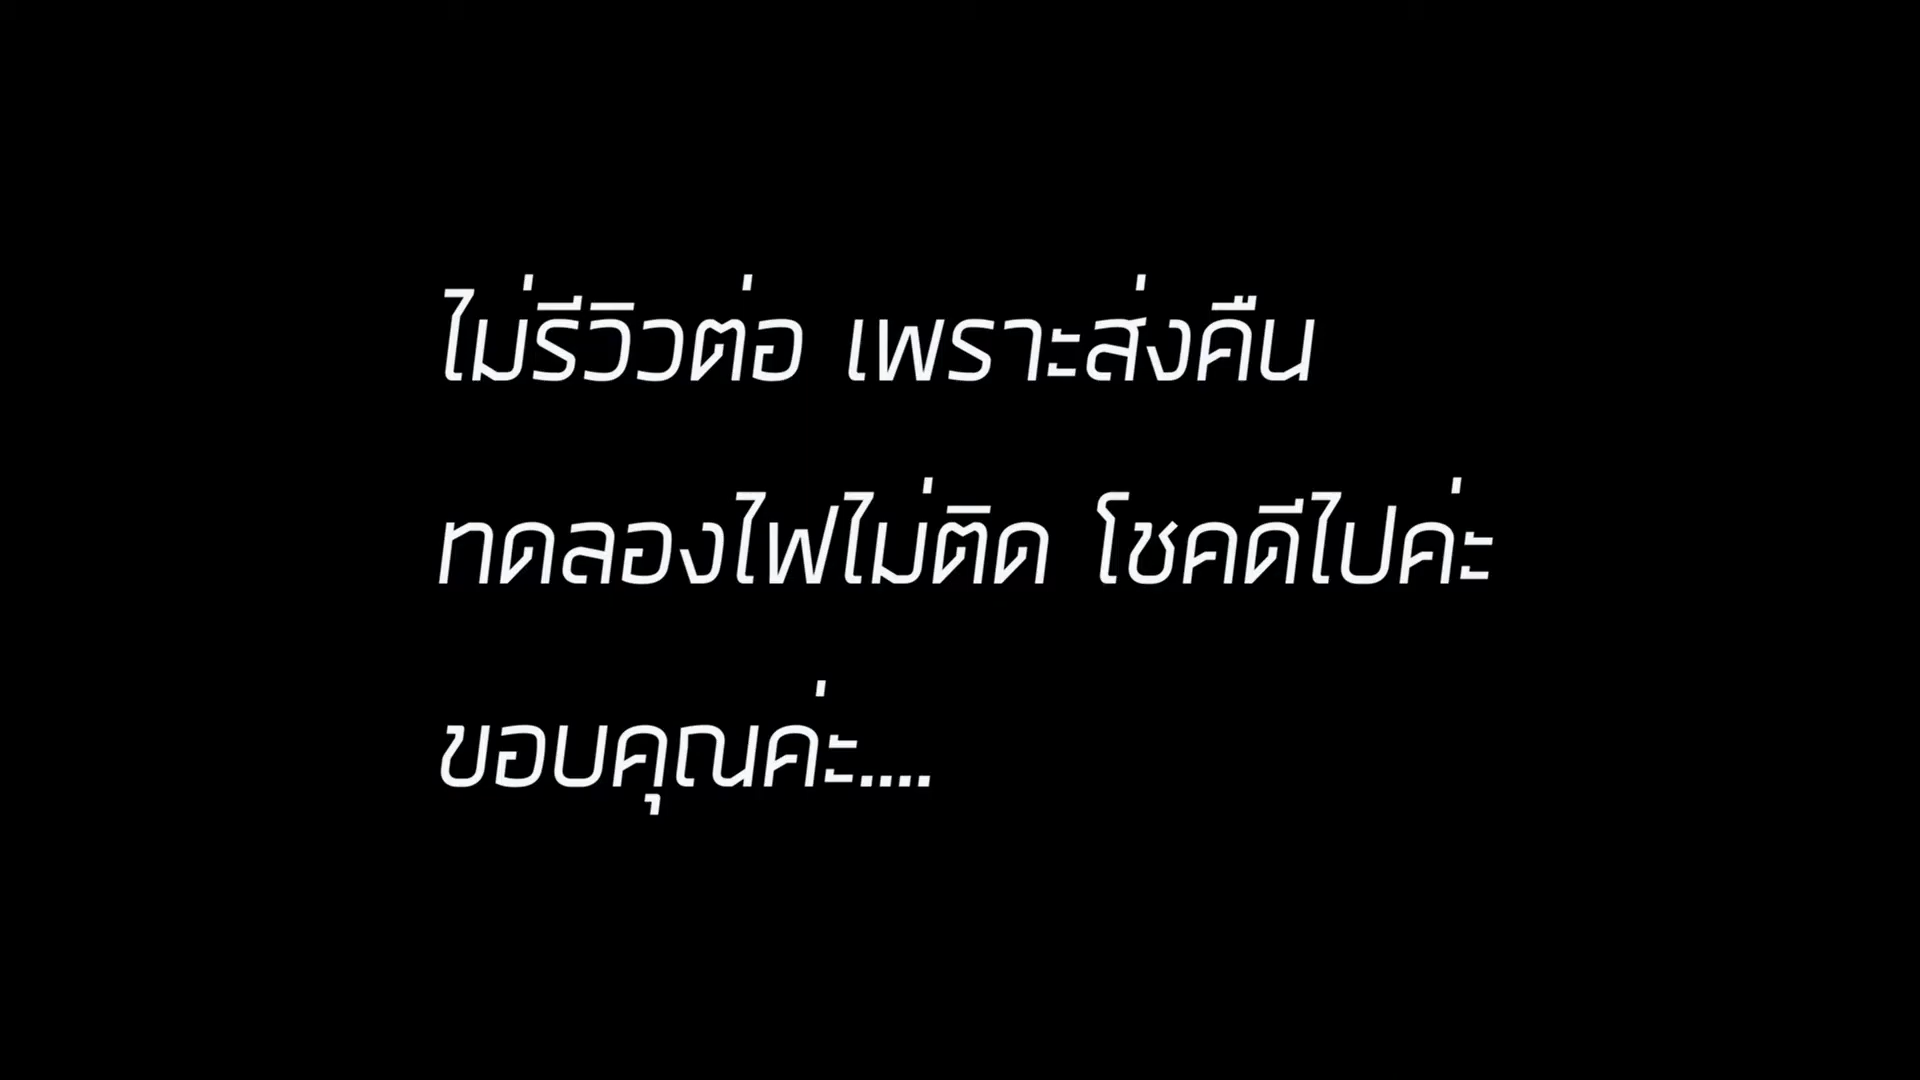 ไม่รีวิวต่อ เพราะส่งคืน
ทดลองไฟไม่ติด โชคดีไปค่ะ
ขอบคุณค่ะ....